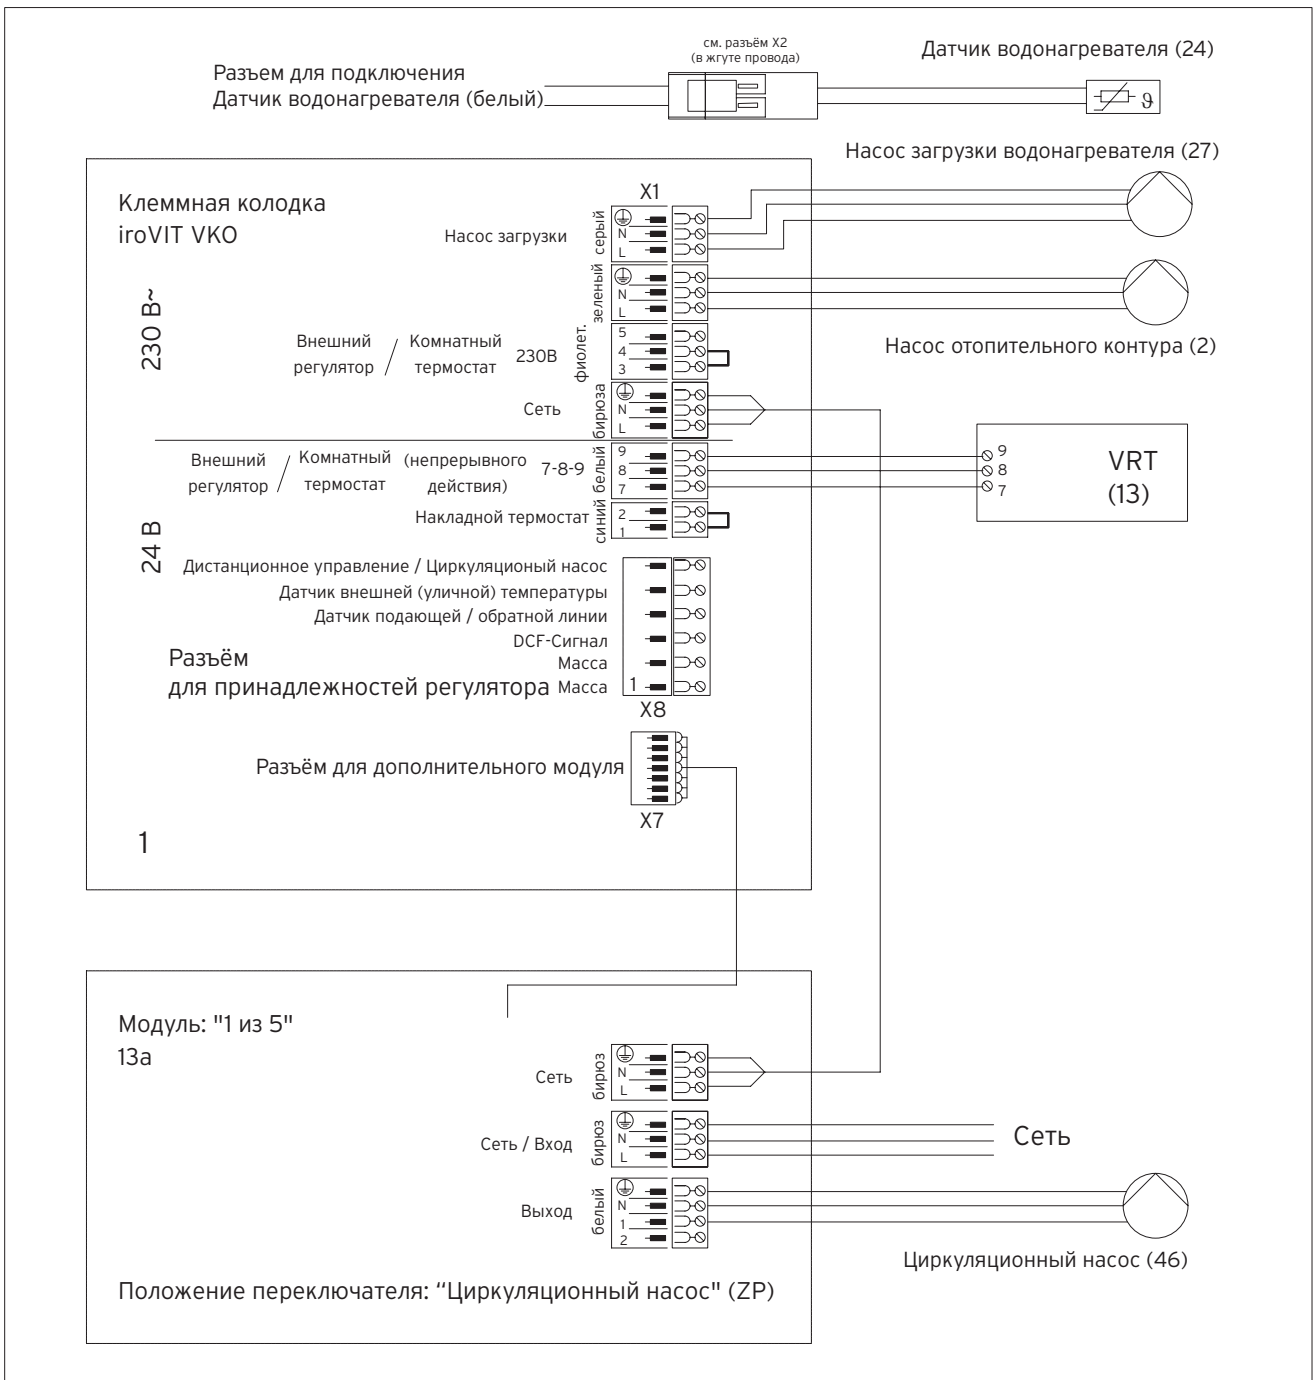 см. разъём X2
(в жгуте провода)
Датчик водонагревателя (24)
Разъем для подключения
Датчик водонагревателя (белый)
ϑ
Насос загрузки водонагревателя (27)
Клеммная колодка
iroVIT VKO
X1
Насос загрузки
серый
N
L
зеленый
N
L
230 В~
Внешний регулятор / Комнатный термостат 230В
фиолет.
5
4
3
Насос отопительного контура (2)
Сеть
бирюза
N
L
Внешний регулятор / Комнатный термостат (непрерывного действия) 7-8-9
белый
9
8
7
9
8
7
VRT
(13)
24 В
Накладной термостат
синий
2
1
Дистанционное управление / Циркуляционый насос
Датчик внешней (уличной) температуры
Датчик подающей / обратной линии
DCF-Сигнал
Масса
Разъём
для принадлежностей регулятора
Масса
1
X8
Разъём для дополнительного модуля
X7
1
Модуль: "1 из 5"
13a
Сеть
бирюз
N
L
Сеть / Вход
бирюз
N
L
Сеть
Выход
белый
N
1
2
Циркуляционный насос (46)
Положение переключателя: “Циркуляционный насос" (ZP)